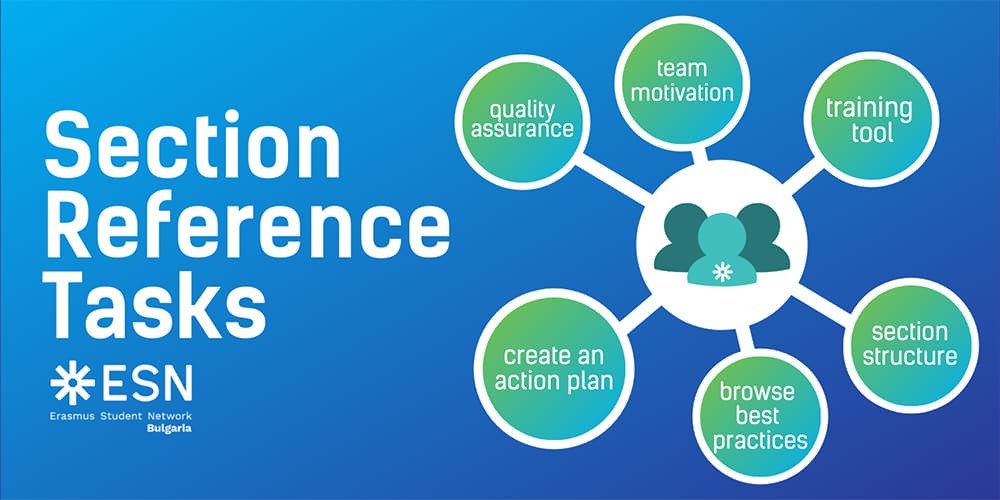 Section
Reference
Tasks
ESN
Erasmus Student Network
Bulgaria
quality
assurance
team
motivation
training
tool
create an
action plan
browse
best
practices
section
structure